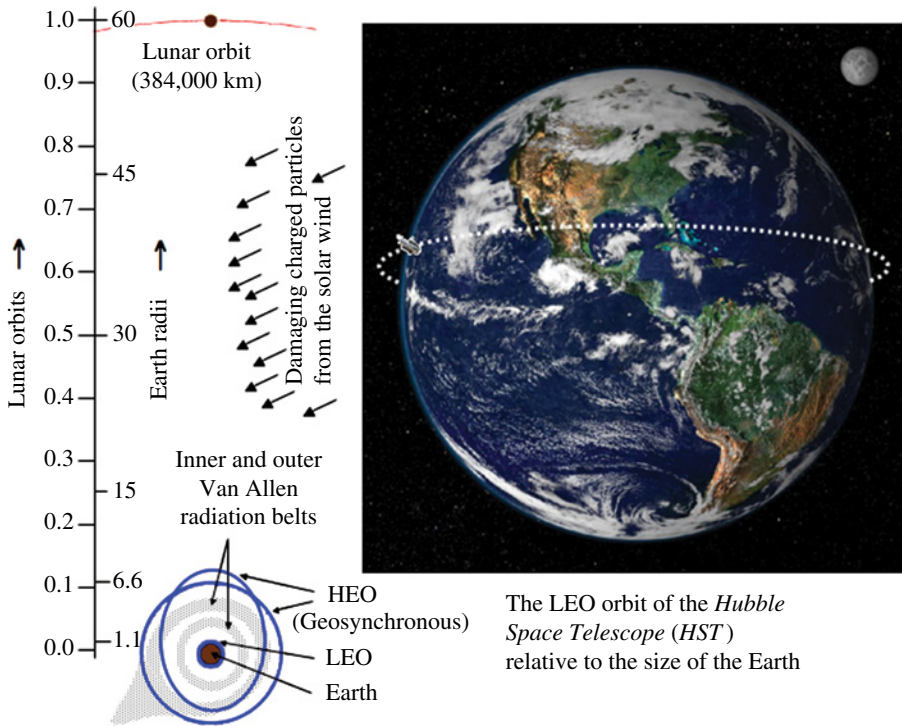 1.0
60
Lunar orbit
(384,000 km)
0.9
0.8
45
0.7
0.6
0.5
30
0.4
0.3
15
0.2
0.1
6.6
0.0
1.1
Lunar orbits
Earth radii
Damaging charged particles
from the solar wind
Inner and outer
Van Allen
radiation belts
HEO
(Geosynchronous)
LEO
Earth
The LEO orbit of the Hubble
Space Telescope (HST)
relative to the size of the Earth